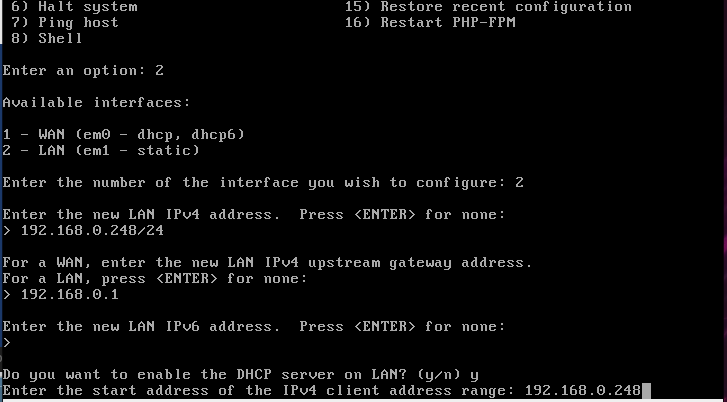 6) Halt system 15) Restore recent configuration
7) Ping host 16) Restart PHP-FPM
8) Shell
Enter an option: 2
Available interfaces:
1 - WAN (em0 - dhcp, dhcp6)
2 - LAN (em1 - static)
Enter the number of the interface you wish to configure: 2
Enter the new LAN IPv4 address.  Press <ENTER> for none:
> 192.168.0.248/24
For a WAN, enter the new LAN IPv4 upstream gateway address.
For a LAN, press <ENTER> for none:
> 192.168.0.1
Enter the new LAN IPv6 address.  Press <ENTER> for none:
>
Do you want to enable the DHCP server on LAN? (y/n) y
Enter the start address of the IPv4 client address range: 192.168.0.248